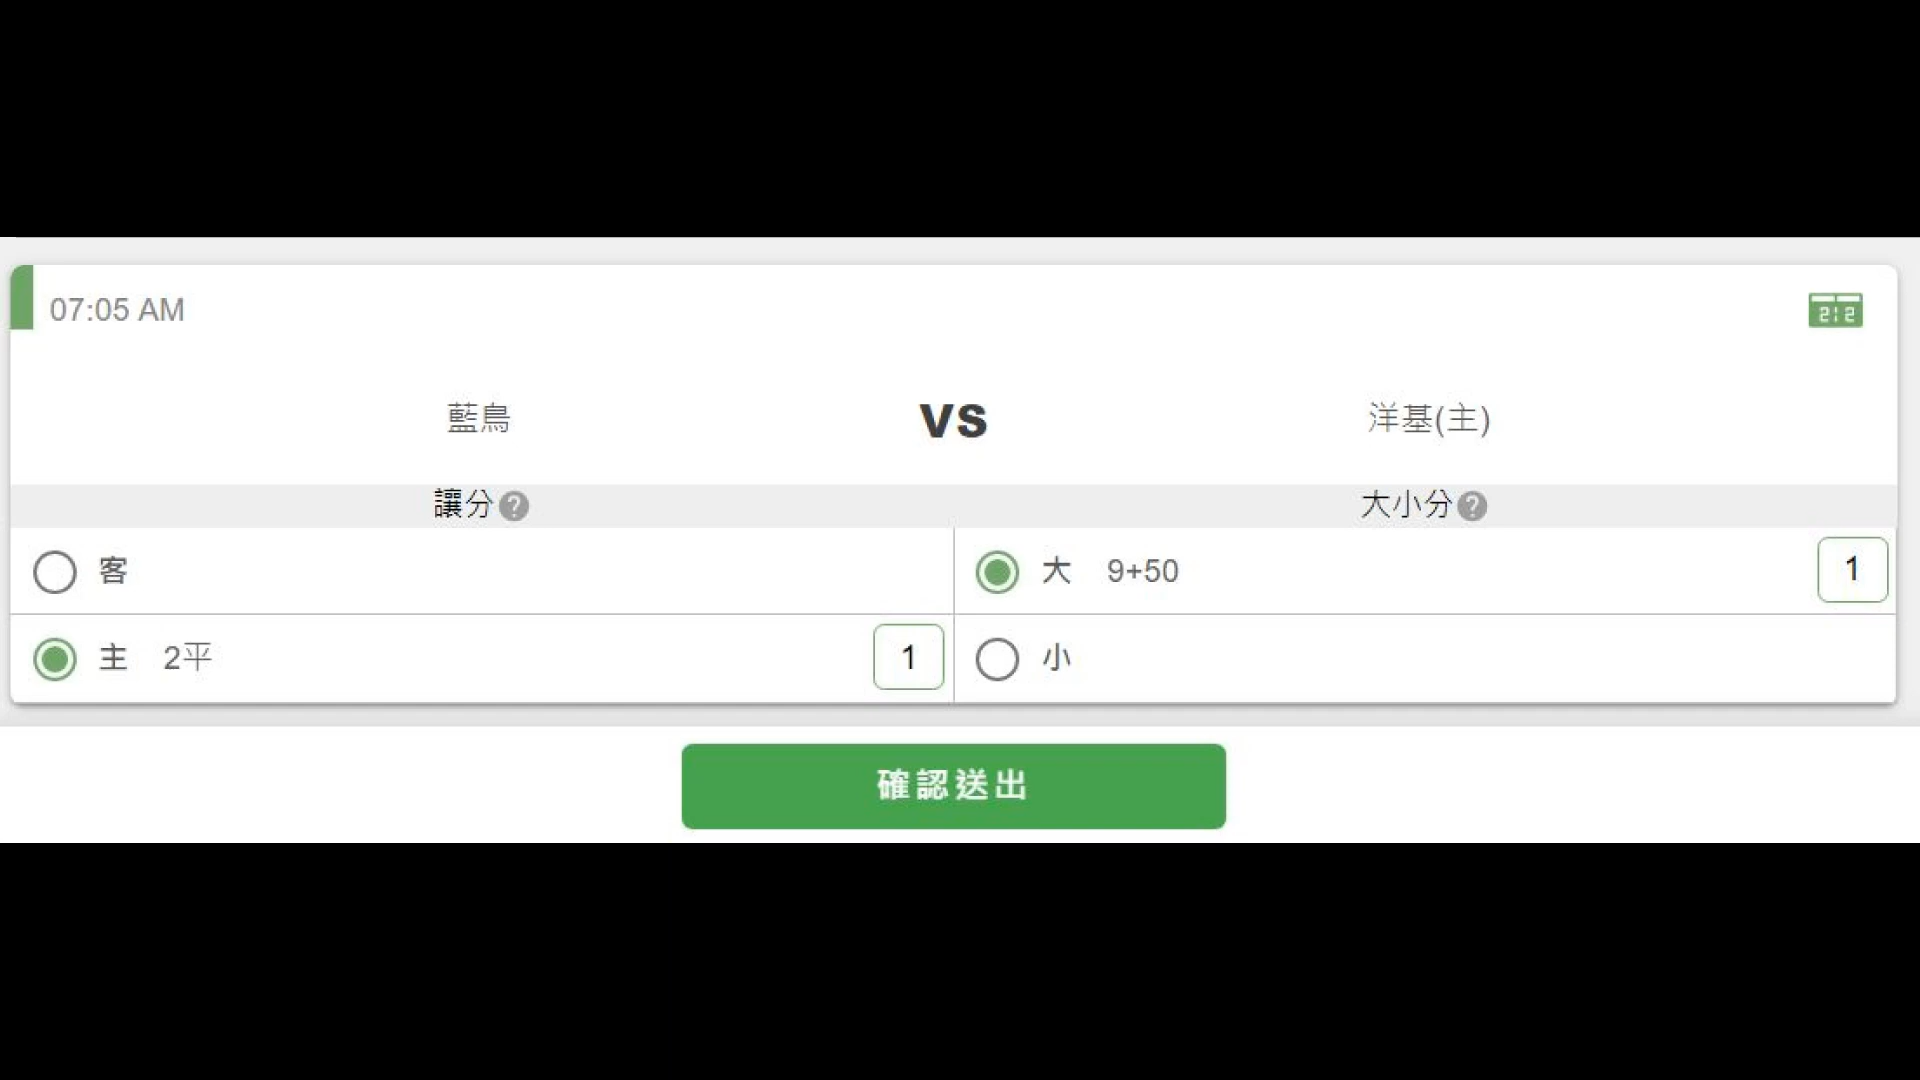 07:05 AM
2:2
藍鳥 VS 洋基(主)
讓分 ? 大小分 ?
客 大 9+50 1
主 2平 1 小
確認送出